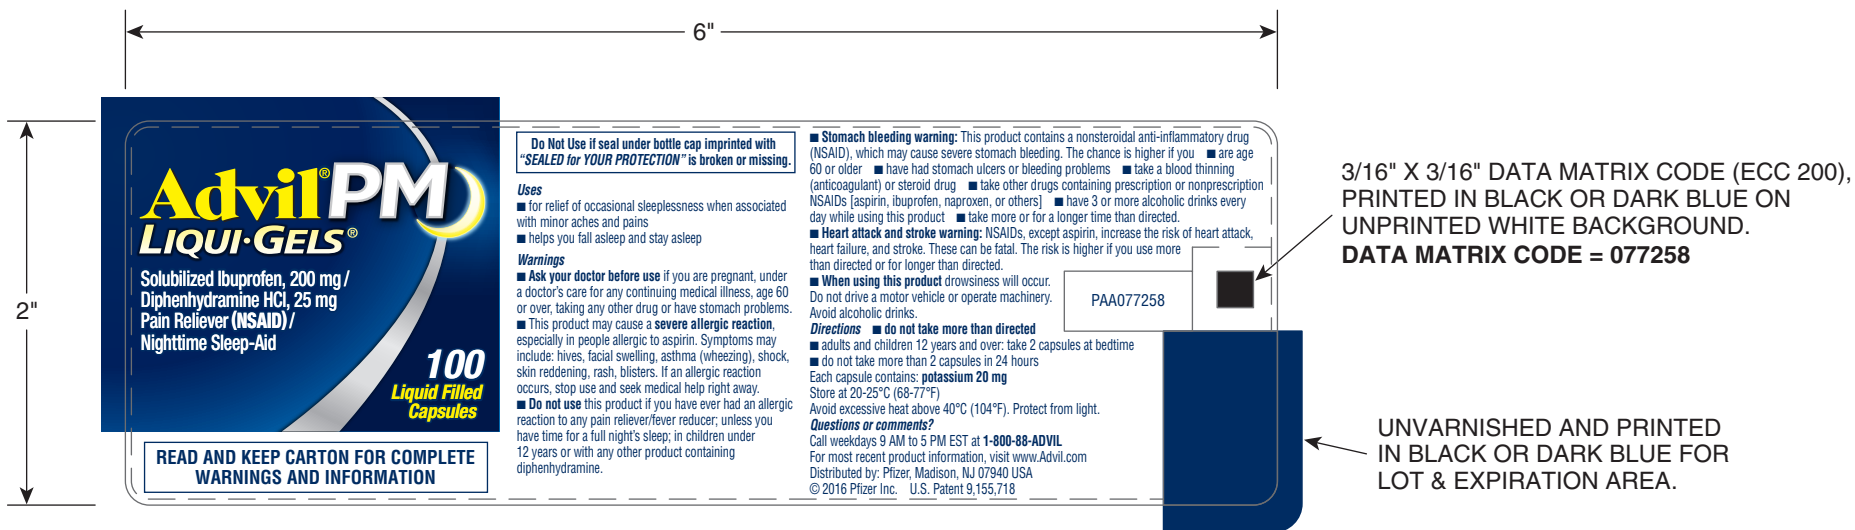 6"
2"
Advil® PM
LIQUI·GELS®
Solubilized Ibuprofen, 200 mg /
Diphenhydramine HCl, 25 mg
Pain Reliever (NSAID) /
Nighttime Sleep-Aid
100
Liquid Filled
Capsules
READ AND KEEP CARTON FOR COMPLETE
WARNINGS AND INFORMATION
Do Not Use if seal under bottle cap imprinted with
“SEALED for YOUR PROTECTION” is broken or missing.
Uses
■ for relief of occasional sleeplessness when associated
with minor aches and pains
■ helps you fall asleep and stay asleep
Warnings
■ Ask your doctor before use if you are pregnant, under
a doctor's care for any continuing medical illness, age 60
or over, taking any other drug or have stomach problems.
■ This product may cause a severe allergic reaction,
especially in people allergic to aspirin. Symptoms may
include: hives, facial swelling, asthma (wheezing), shock,
skin reddening, rash, blisters. If an allergic reaction
occurs, stop use and seek medical help right away.
■ Do not use this product if you have ever had an allergic
reaction to any pain reliever/fever reducer; unless you
have time for a full night's sleep; in children under
12 years or with any other product containing
diphenhydramine.
■ Stomach bleeding warning: This product contains a nonsteroidal anti-inflammatory drug
(NSAID), which may cause severe stomach bleeding. The chance is higher if you ■ are age
60 or older ■ have had stomach ulcers or bleeding problems ■ take a blood thinning
(anticoagulant) or steroid drug ■ take other drugs containing prescription or nonprescription
NSAIDs [aspirin, ibuprofen, naproxen, or others] ■ have 3 or more alcoholic drinks every
day while using this product ■ take more or for a longer time than directed.
■ Heart attack and stroke warning: NSAIDs, except aspirin, increase the risk of heart attack,
heart failure, and stroke. These can be fatal. The risk is higher if you use more
than directed or for longer than directed.
■ When using this product drowsiness will occur.
Do not drive a motor vehicle or operate machinery.
Avoid alcoholic drinks.
Directions ■ do not take more than directed
■ adults and children 12 years and over: take 2 capsules at bedtime
■ do not take more than 2 capsules in 24 hours
Each capsule contains: potassium 20 mg
Store at 20-25°C (68-77°F)
Avoid excessive heat above 40°C (104°F). Protect from light.
Questions or comments?
Call weekdays 9 AM to 5 PM EST at 1-800-88-ADVIL
For most recent product information, visit www.Advil.com
Distributed by: Pfizer, Madison, NJ 07940 USA
© 2016 Pfizer Inc. U.S. Patent 9,155,718
PAA077258
3/16" X 3/16" DATA MATRIX CODE (ECC 200),
PRINTED IN BLACK OR DARK BLUE ON
UNPRINTED WHITE BACKGROUND.
DATA MATRIX CODE = 077258
UNVARNISHED AND PRINTED
IN BLACK OR DARK BLUE FOR
LOT & EXPIRATION AREA.